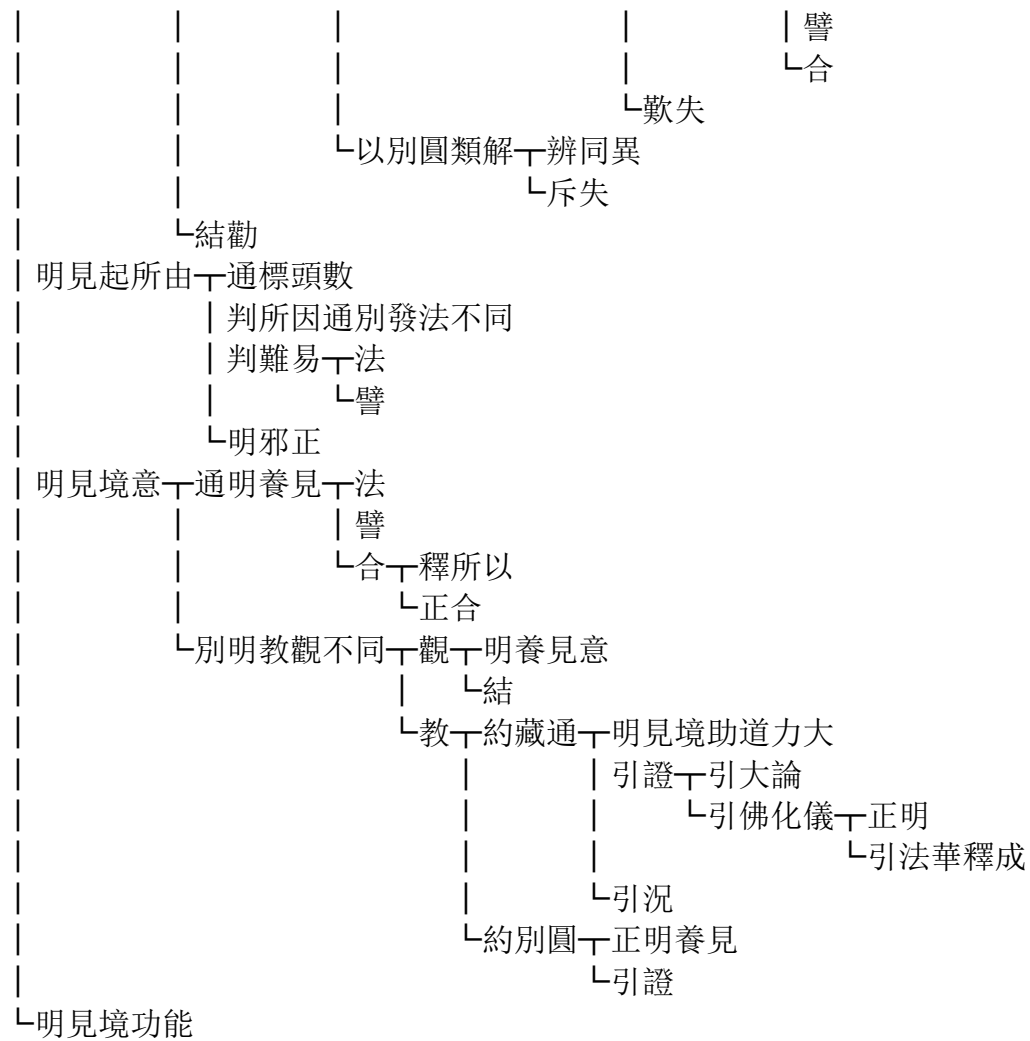 譬
合
歎失
以別圓類解 辨同異
斥失
結勸
明見起所由 通標頭數
判所因通別發法不同
判難易 法
譬
明邪正
明見境意 通明養見 法
譬
合 釋所以
正合
別明教觀不同 觀 明養見意
結
教 約藏通 明見境助道力大
引證 引大論
引佛化儀 正明
引法華釋成
引況
約別圓 正明養見
引證
明見境功能